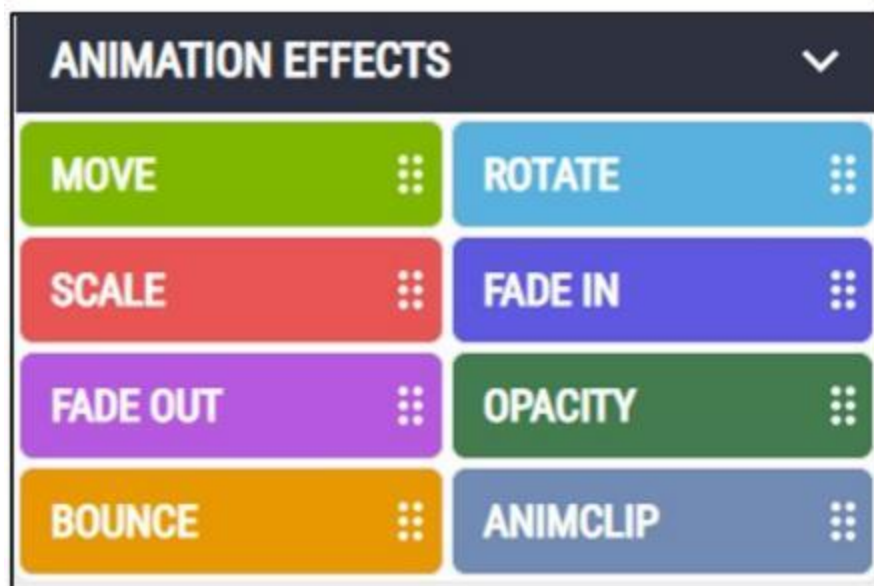 ANIMATION EFFECTS
MOVE
ROTATE
SCALE
FADE IN
FADE OUT
OPACITY
BOUNCE
ANIMCLIP